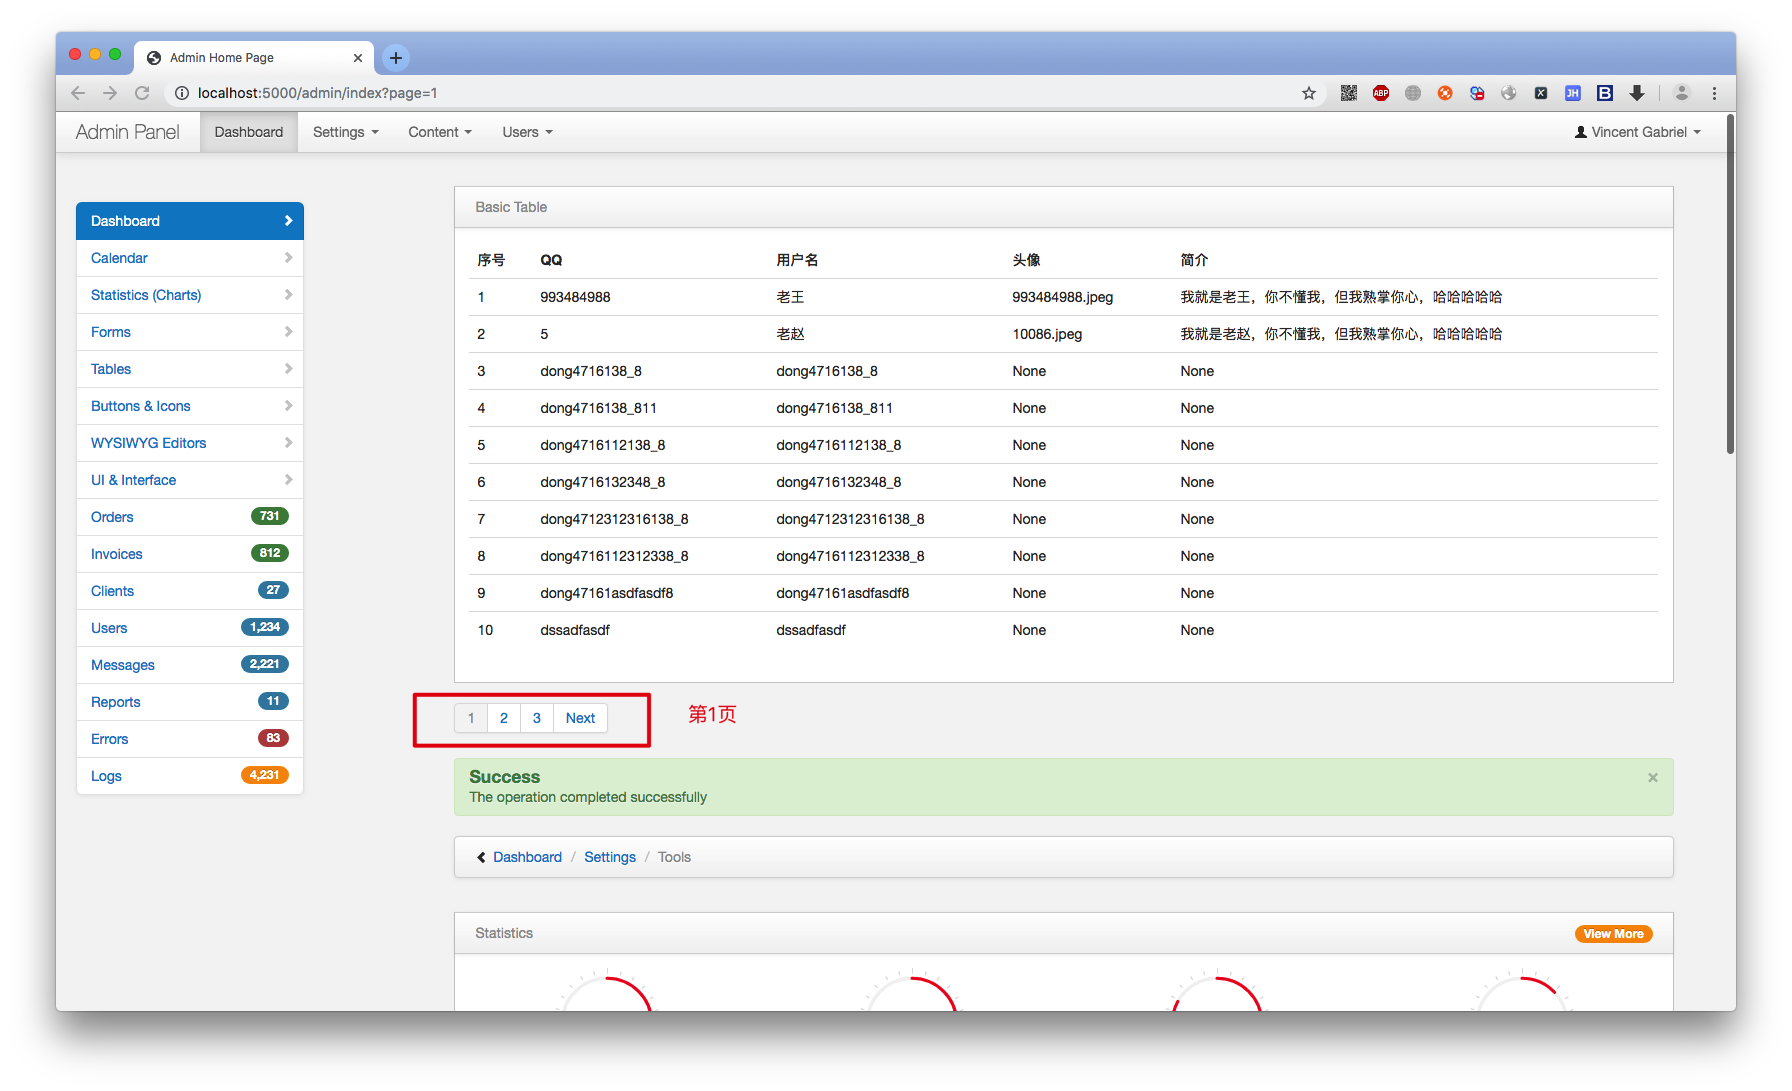 Admin Home Page
localhost:5000/admin/index?page=1
ABP
JH
B
Admin Panel
Dashboard
Settings
Content
Users
Vincent Gabriel
Dashboard
Calendar
Statistics (Charts)
Forms
Tables
Buttons & Icons
WYSIWYG Editors
UI & Interface
Orders 731
Invoices 812
Clients 27
Users 1,234
Messages 2,221
Reports 11
Errors 83
Logs 4,231
Basic Table
序号 QQ 用户名 头像 简介
1 993484988 老王 993484988.jpeg 我就是老王，你不懂我，但我熟掌你心，哈哈哈哈哈
2 5 老赵 10086.jpeg 我就是老赵，你不懂我，但我熟掌你心，哈哈哈哈哈
3 dong4716138_8 dong4716138_8 None None
4 dong4716138_811 dong4716138_811 None None
5 dong4716112138_8 dong4716112138_8 None None
6 dong4716132348_8 dong4716132348_8 None None
7 dong4712312316138_8 dong4712312316138_8 None None
8 dong4716112312338_8 dong4716112312338_8 None None
9 dong47161asdfasdf8 dong47161asdfasdf8 None None
10 dssadfasdf dssadfasdf None None
1 2 3 Next
第1页
Success
The operation completed successfully
Dashboard / Settings / Tools
Statistics
View More